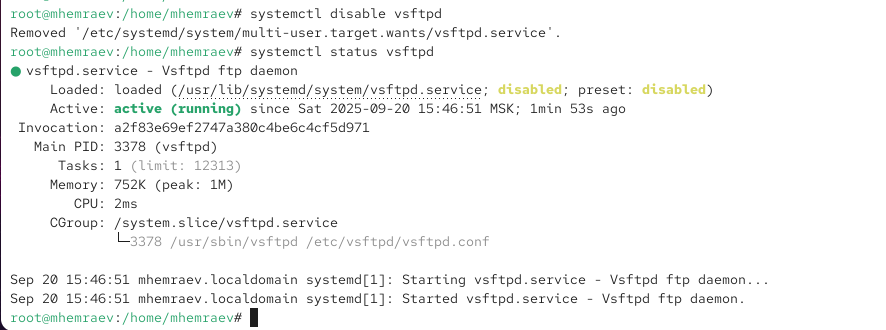 root@mhemraev:/home/mhemraev# systemctl disable vsftpd
Removed '/etc/systemd/system/multi-user.target.wants/vsftpd.service'.
root@mhemraev:/home/mhemraev# systemctl status vsftpd
● vsftpd.service - Vsftpd ftp daemon
     Loaded: loaded (/usr/lib/systemd/system/vsftpd.service; disabled; preset: disabled)
     Active: active (running) since Sat 2025-09-20 15:46:51 MSK; 1min 53s ago
 Invocation: a2f83e69ef2747a380c4be6c4cf5d971
   Main PID: 3378 (vsftpd)
      Tasks: 1 (limit: 12313)
     Memory: 752K (peak: 1M)
        CPU: 2ms
     CGroup: /system.slice/vsftpd.service
             └─3378 /usr/sbin/vsftpd /etc/vsftpd/vsftpd.conf

Sep 20 15:46:51 mhemraev.localdomain systemd[1]: Starting vsftpd.service - Vsftpd ftp daemon...
Sep 20 15:46:51 mhemraev.localdomain systemd[1]: Started vsftpd.service - Vsftpd ftp daemon.
root@mhemraev:/home/mhemraev#